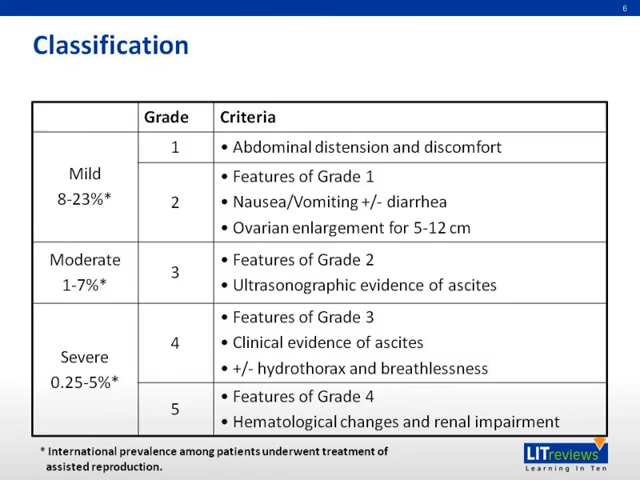 6
Classification
Grade Criteria
Mild
8-23%*
1
• Abdominal distension and discomfort
2
• Features of Grade 1
• Nausea/Vomiting +/- diarrhea
• Ovarian enlargement for 5-12 cm
Moderate
1-7%*
3
• Features of Grade 2
• Ultrasonographic evidence of ascites
Severe
0.25-5%*
4
• Features of Grade 3
• Clinical evidence of ascites
• +/- hydrothorax and breathlessness
5
• Features of Grade 4
• Hematological changes and renal impairment
* International prevalence among patients underwent treatment of
assisted reproduction.
LITreviews
Learning In Ten